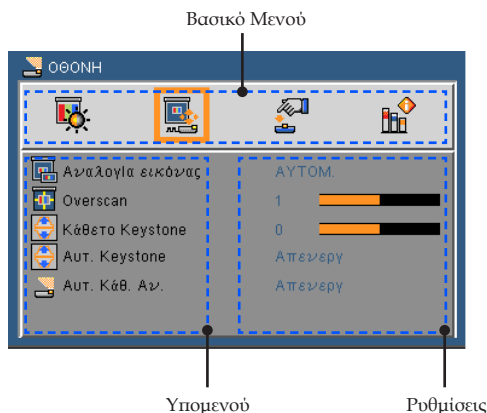 Βασικό Μενού
ΟΘΟΝΗ
Αναλογία εικόνας ΑΥΤΟΜ.
Overscan 1
Κάθετο Keystone 0
Αυτ. Keystone Απενεργ
Αυτ. Κάθ. Αν. Απενεργ
Υπομενού Ρυθμίσεις